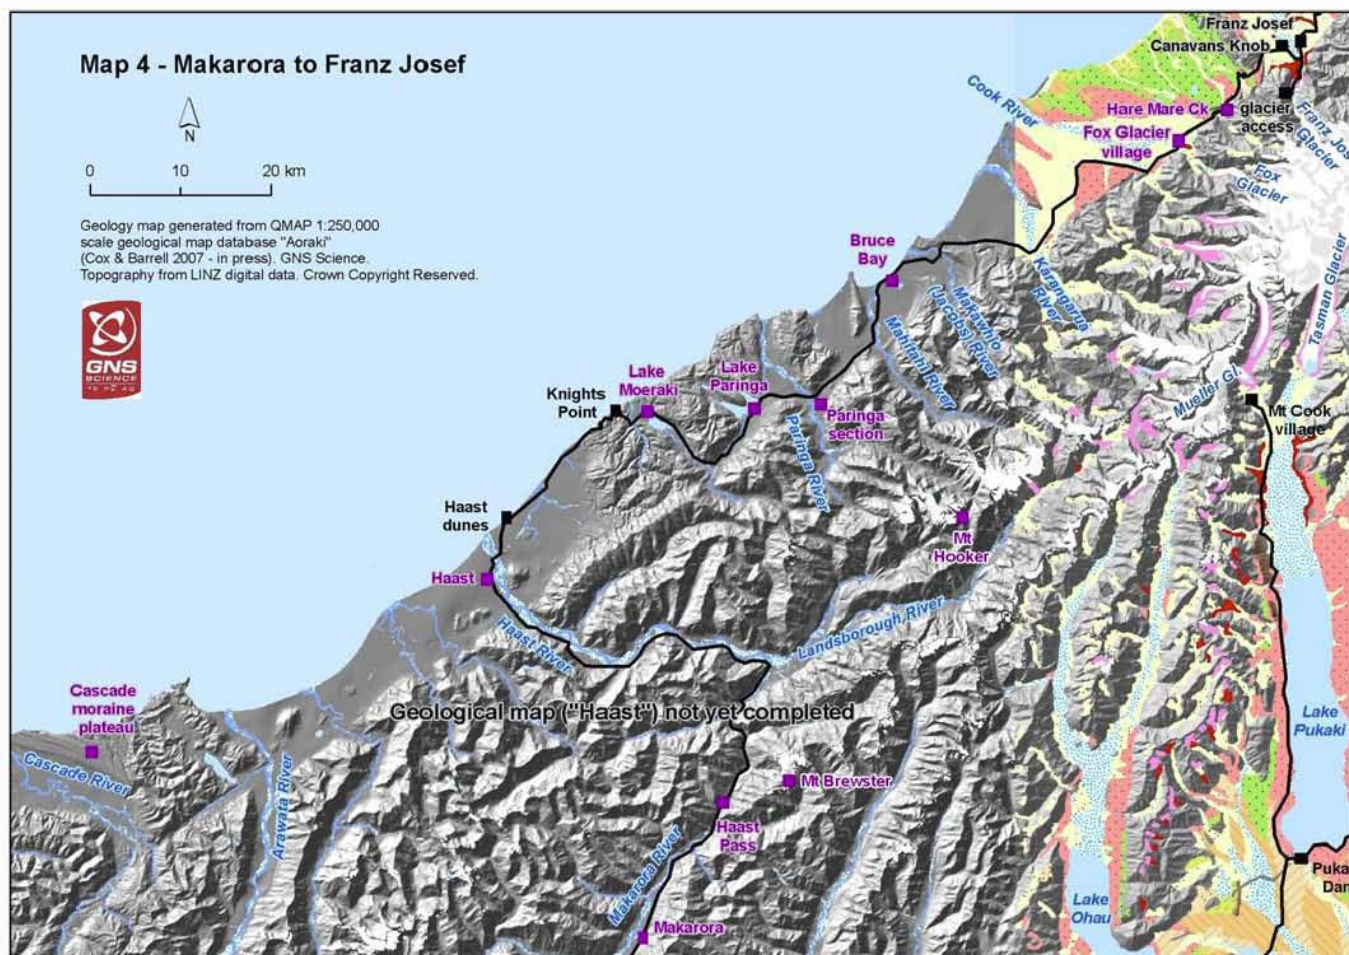 Map 4 - Makarora to Franz Josef
N
0 10 20 km
Geology map generated from QMAP 1:250,000
scale geological map database "Aoraki"
(Cox & Barrell 2007 - in press). GNS Science.
Topography from LINZ digital data. Crown Copyright Reserved.
GNS
SCIENCE
Franz Josef
Canavans Knob
Cook River
Hare Mare Ck
glacier
access
Franz Jos
Glacier
Fox Glacier
village
Fox
Glacier
Bruce
Bay
Makawhio
(Jacobs) River
Karangarua
River
Tasman Glacier
Mahitahi River
Lake
Moeraki
Lake
Paringa
Knights
Point
Paringa
section
Paringa River
Mueller Gl.
Mt Cook
village
Haast
dunes
Mt
Hooker
Haast
Haast River
Landsborough River
Cascade
moraine
plateau
Geological map ("Haast") not yet completed
Lake
Pukaki
Cascade River
Arawata River
Mt Brewster
Haast
Pass
Makarora River
Puka
Dan
Lake
Ohau
Makarora